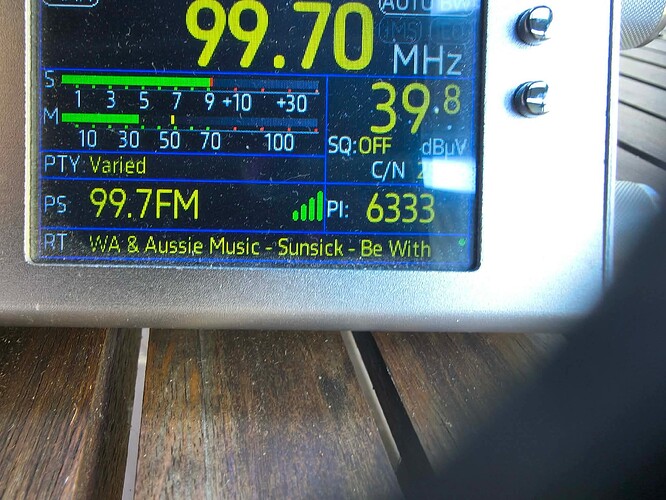 AUTO BW
99.70 MHz
S
1 3 5 7 9 +10 +30
M
10 30 50 70 100
39.8
SQ:OFF dBuV
PTY: Varied
C/N
PS: 99.7FM
PI: 6333
RT: WA & Aussie Music - Sunsick - Be With